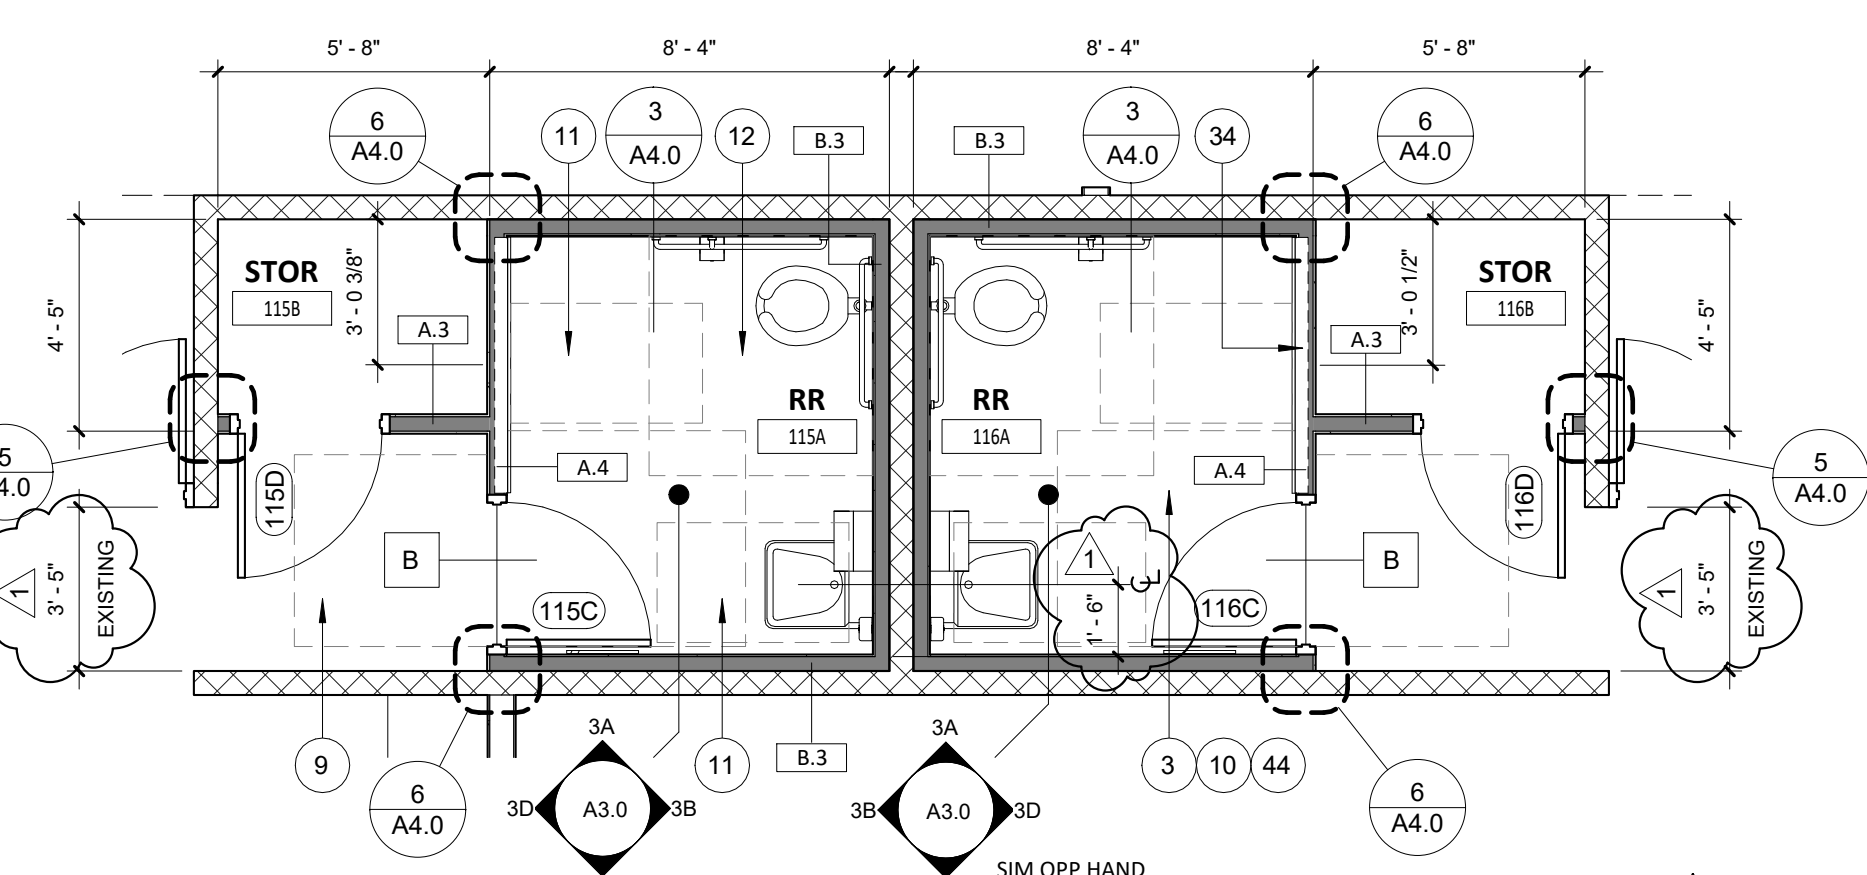 5' - 8"
8' - 4"
8' - 4"
5' - 8"
6
A4.0
11
3
A4.0
12
B.3
B.3
3
A4.0
34
6
A4.0
STOR
115B
3' - 0 3/8"
4' - 5"
A.3
RR
115A
RR
116A
A.3
3' - 0 1/2"
STOR
116B
4' - 5"
5
4.0
115D
A.4
A.4
116D
5
A4.0
1
3' - 5"
EXISTING
B
115C
1
CL
1' - 6"
116C
B
1
3' - 5"
EXISTING
9
6
A4.0
3A
3D
A3.0
3B
11
B.3
3A
3B
A3.0
3D
SIM OPP HAND
3
10
44
6
A4.0